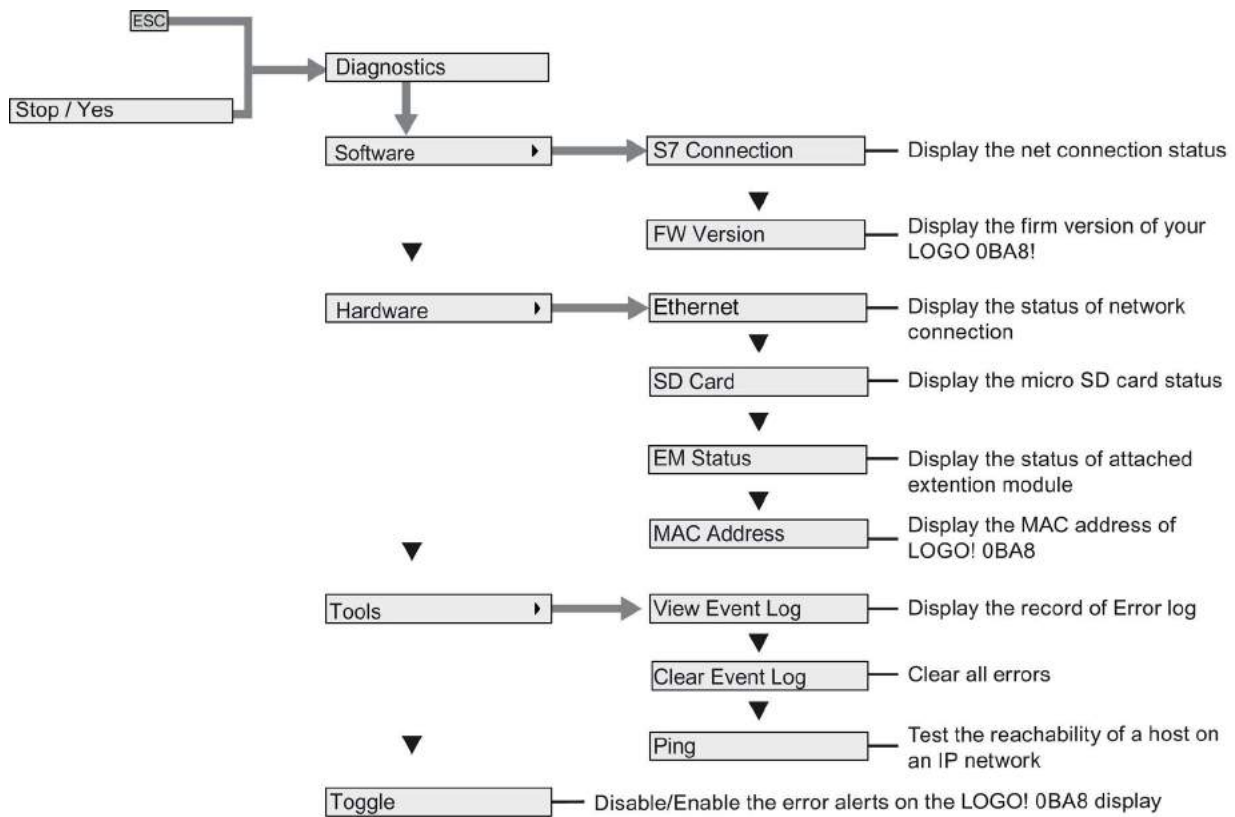 ESC
Diagnostics
Stop / Yes
Software
S7 Connection
Display the net connection status
FW Version
Display the firm version of your
LOGO 0BA8!
Hardware
Ethernet
Display the status of network
connection
SD Card
Display the micro SD card status
EM Status
Display the status of attached
extention module
MAC Address
Display the MAC address of
LOGO! 0BA8
Tools
View Event Log
Display the record of Error log
Clear Event Log
Clear all errors
Ping
Test the reachability of a host on
an IP network
Toggle
Disable/Enable the error alerts on the LOGO! 0BA8 display